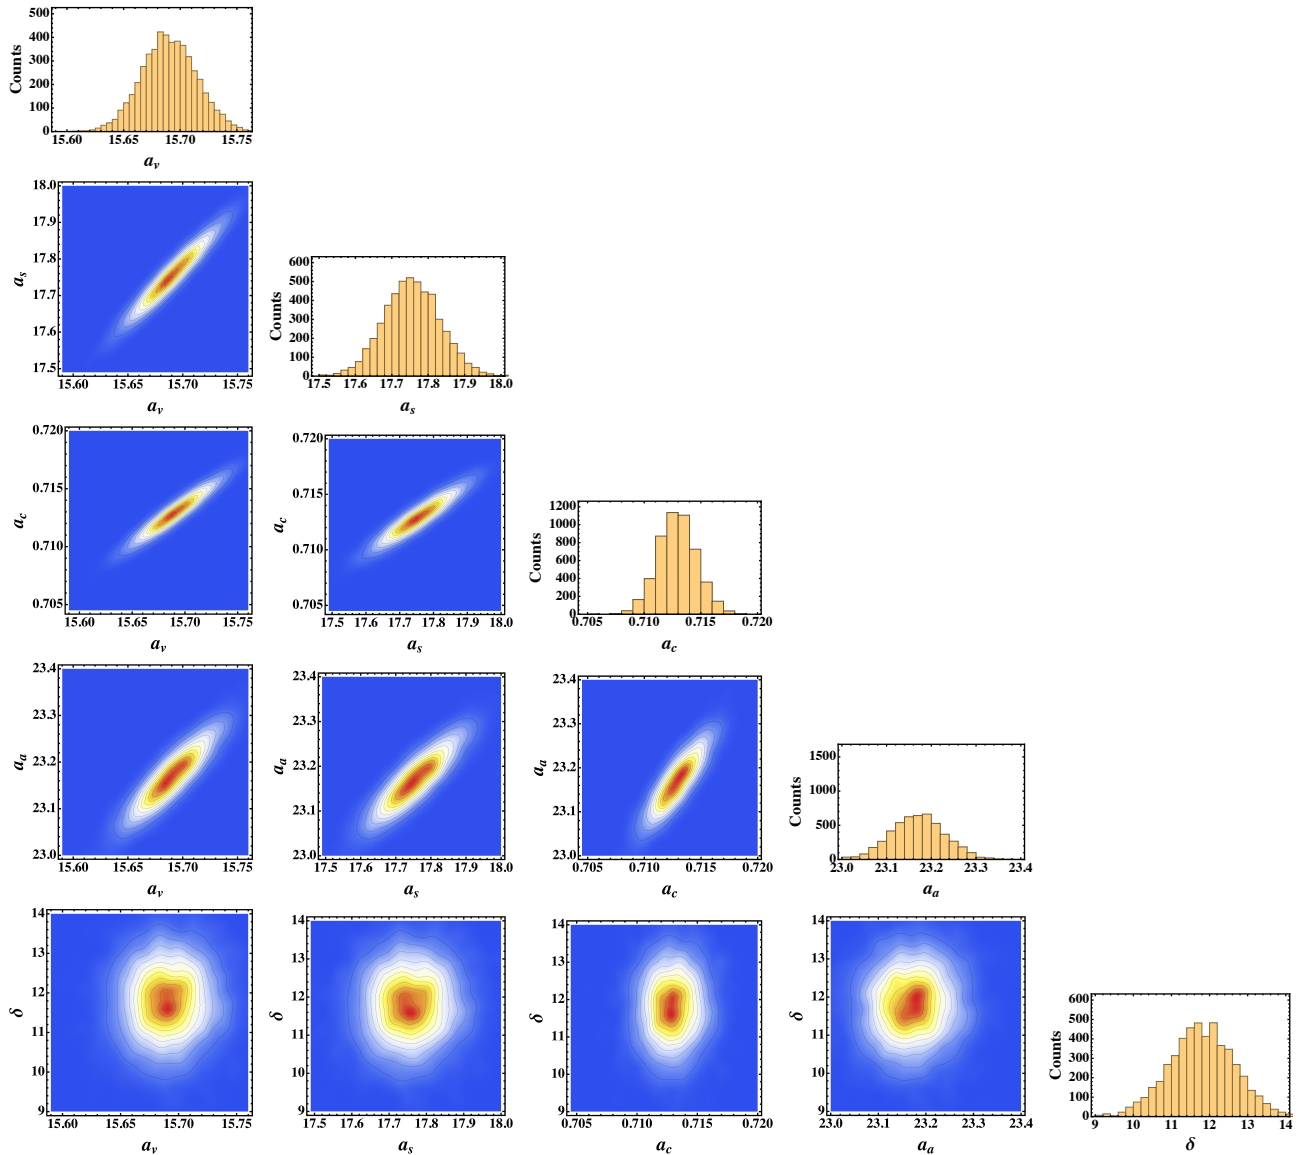 500
400
300
200
100
0
Counts
15.60 15.65 15.70 15.75
a_v
18.0
17.9
17.8
17.7
17.6
17.5
a_s
15.60 15.65 15.70 15.75
a_v
600
500
400
300
200
100
0
Counts
17.5 17.6 17.7 17.8 17.9 18.0
a_s
0.720
0.715
0.710
0.705
a_c
15.60 15.65 15.70 15.75
a_v
0.720
0.715
0.710
0.705
a_c
17.5 17.6 17.7 17.8 17.9 18.0
a_s
1200
1000
800
600
400
200
0
Counts
0.705 0.710 0.715 0.720
a_c
23.4
23.3
23.2
23.1
23.0
a_a
15.60 15.65 15.70 15.75
a_v
23.4
23.3
23.2
23.1
23.0
a_a
17.5 17.6 17.7 17.8 17.9 18.0
a_s
23.4
23.3
23.2
23.1
23.0
a_a
0.705 0.710 0.715 0.720
a_c
1500
1000
500
0
Counts
23.0 23.1 23.2 23.3 23.4
a_a
14
13
12
11
10
9
δ
15.60 15.65 15.70 15.75
a_v
14
13
12
11
10
9
δ
17.5 17.6 17.7 17.8 17.9 18.0
a_s
14
13
12
11
10
9
δ
0.705 0.710 0.715 0.720
a_c
14
13
12
11
10
9
δ
23.0 23.1 23.2 23.3 23.4
a_a
600
500
400
300
200
100
0
Counts
9 10 11 12 13 14
δ